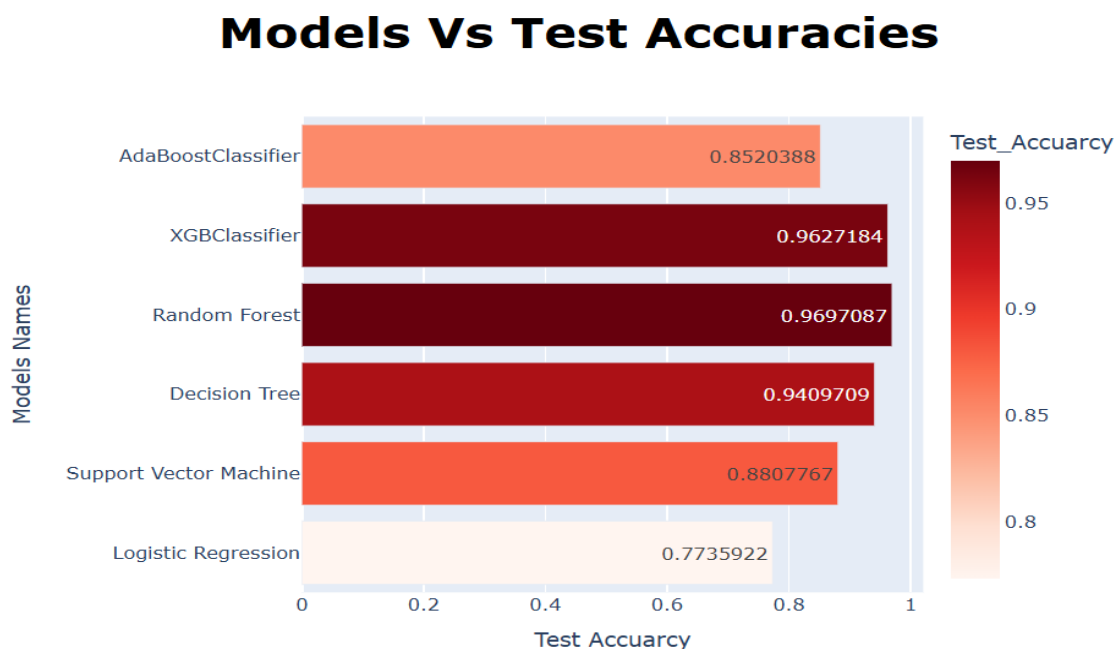 Models Vs Test Accuracies
Test_Accuarcy
AdaBoostClassifier
0.8520388
XGBClassifier
0.9627184
Random Forest
0.9697087
Decision Tree
0.9409709
Support Vector Machine
0.8807767
Logistic Regression
0.7735922
Models Names
0 0.2 0.4 0.6 0.8 1
Test Accuarcy
0.95
0.9
0.85
0.8